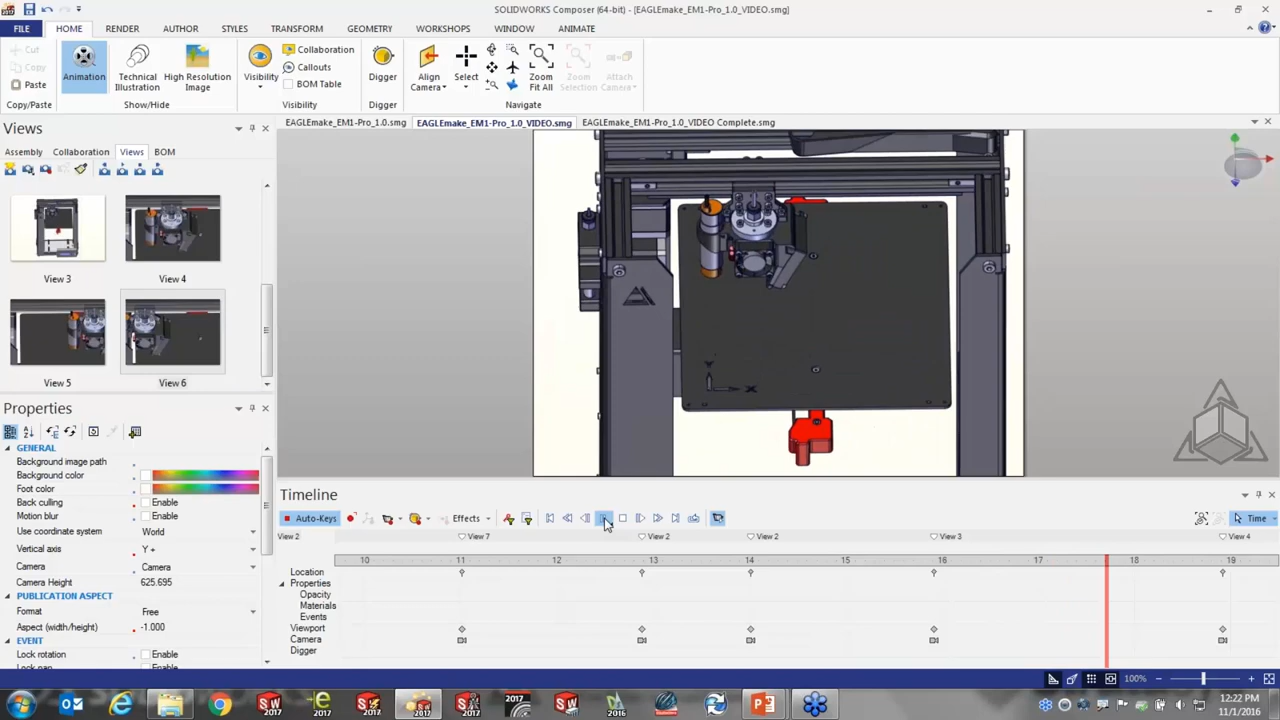 SOLIDWORKS Composer (64-bit) - [EAGLEmake_EM1-Pro_1.0_VIDEO.smg]
FILE HOME RENDER AUTHOR STYLES TRANSFORM GEOMETRY WORKSHOPS WINDOW ANIMATE
Cut
Copy
Paste
Animation
Technical Illustration
High Resolution Image
Visibility
Collaboration
Callouts
BOM Table
Digger
Align Camera
Select
Zoom Fit All
Zoom Selection
Attach Camera
Copy/Paste Show/Hide Visibility Digger Navigate
Views
EAGLEmake_EM1-Pro_1.0.smg EAGLEmake_EM1-Pro_1.0_VIDEO.smg EAGLEmake_EM1-Pro_1.0_VIDEO Complete.smg
Assembly Collaboration Views BOM
View 3 View 4
View 5 View 6
Y
X
Properties
GENERAL
Background image path
Background color
Foot color
Back culling Enable
Motion blur Enable
Use coordinate system World
Vertical axis Y +
Camera Camera
Camera Height 625.695
PUBLICATION ASPECT
Format Free
Aspect (width/height) -1.000
EVENT
Lock rotation Enable
Lock pan Enable
Timeline
Auto-Keys Effects Time
View 2 View 7 View 2 View 2 View 3 View 4
10 11 12 13 14 15 16 17 18 19
Location
Properties
Opacity
Materials
Events
Viewport
Camera
Digger
100%
SW 2017
2017
2016
12:22 PM
11/1/2016